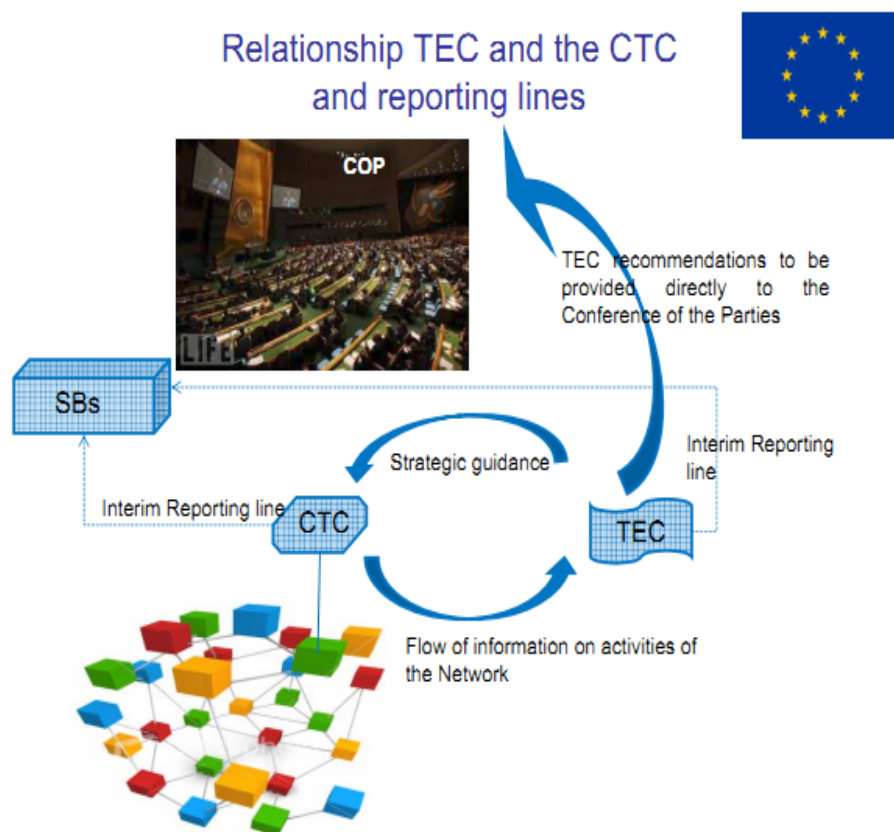 Relationship TEC and the CTC
and reporting lines
COP
TEC recommendations to be
provided directly to the
Conference of the Parties
LIFE
SBs
Strategic guidance
Interim Reporting
line
Interim Reporting line
CTC
TEC
Flow of information on activities of
the Network